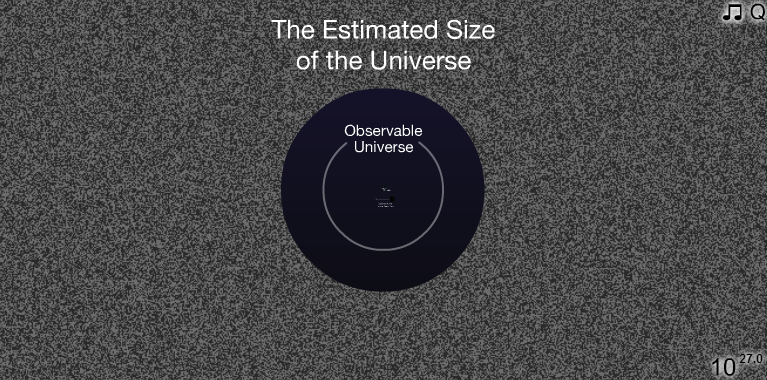 The Estimated Size
of the Universe
Observable
Universe
Q
10^27.0